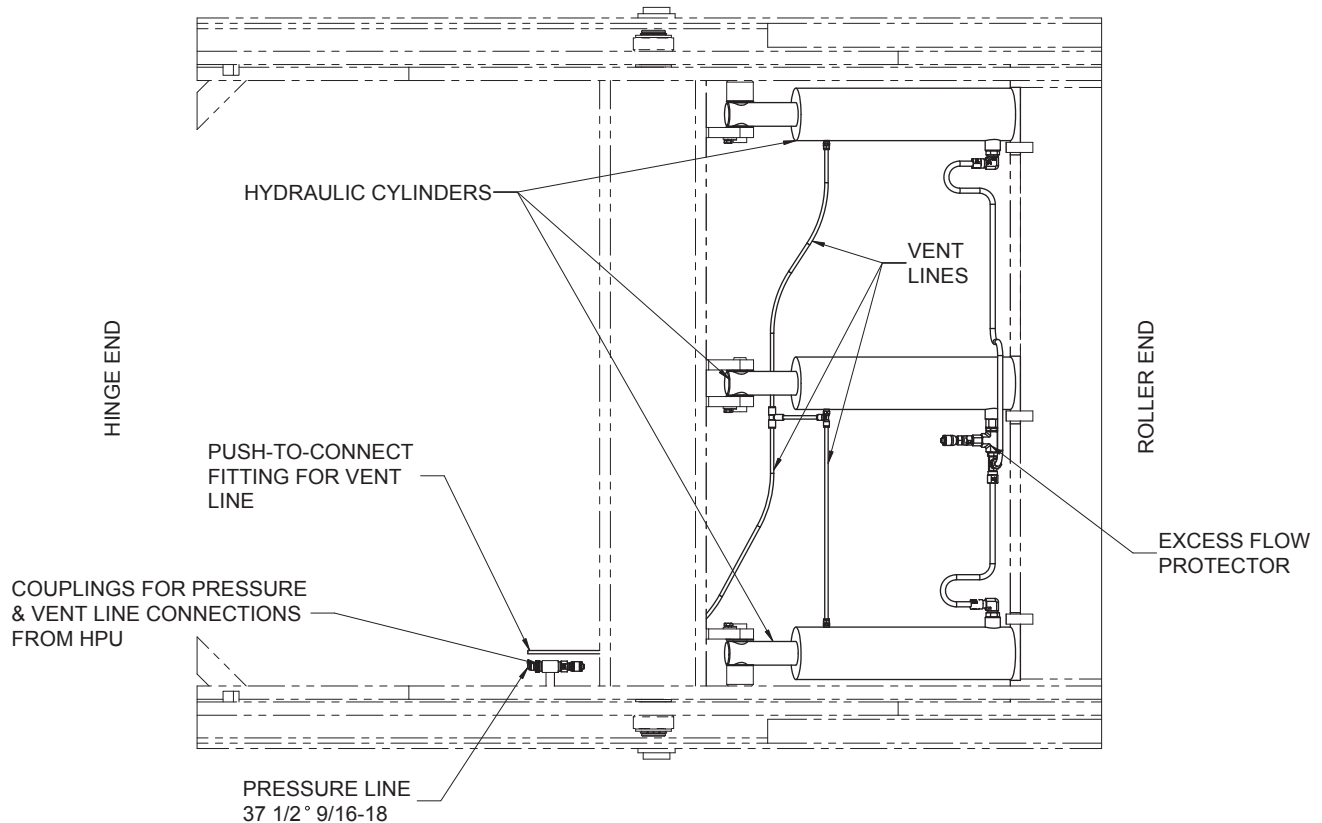 HYDRAULIC CYLINDERS
VENT
LINES
HINGE END
ROLLER END
PUSH-TO-CONNECT
FITTING FOR VENT
LINE
EXCESS FLOW
PROTECTOR
COUPLINGS FOR PRESSURE
& VENT LINE CONNECTIONS
FROM HPU
PRESSURE LINE
37 1/2° 9/16-18